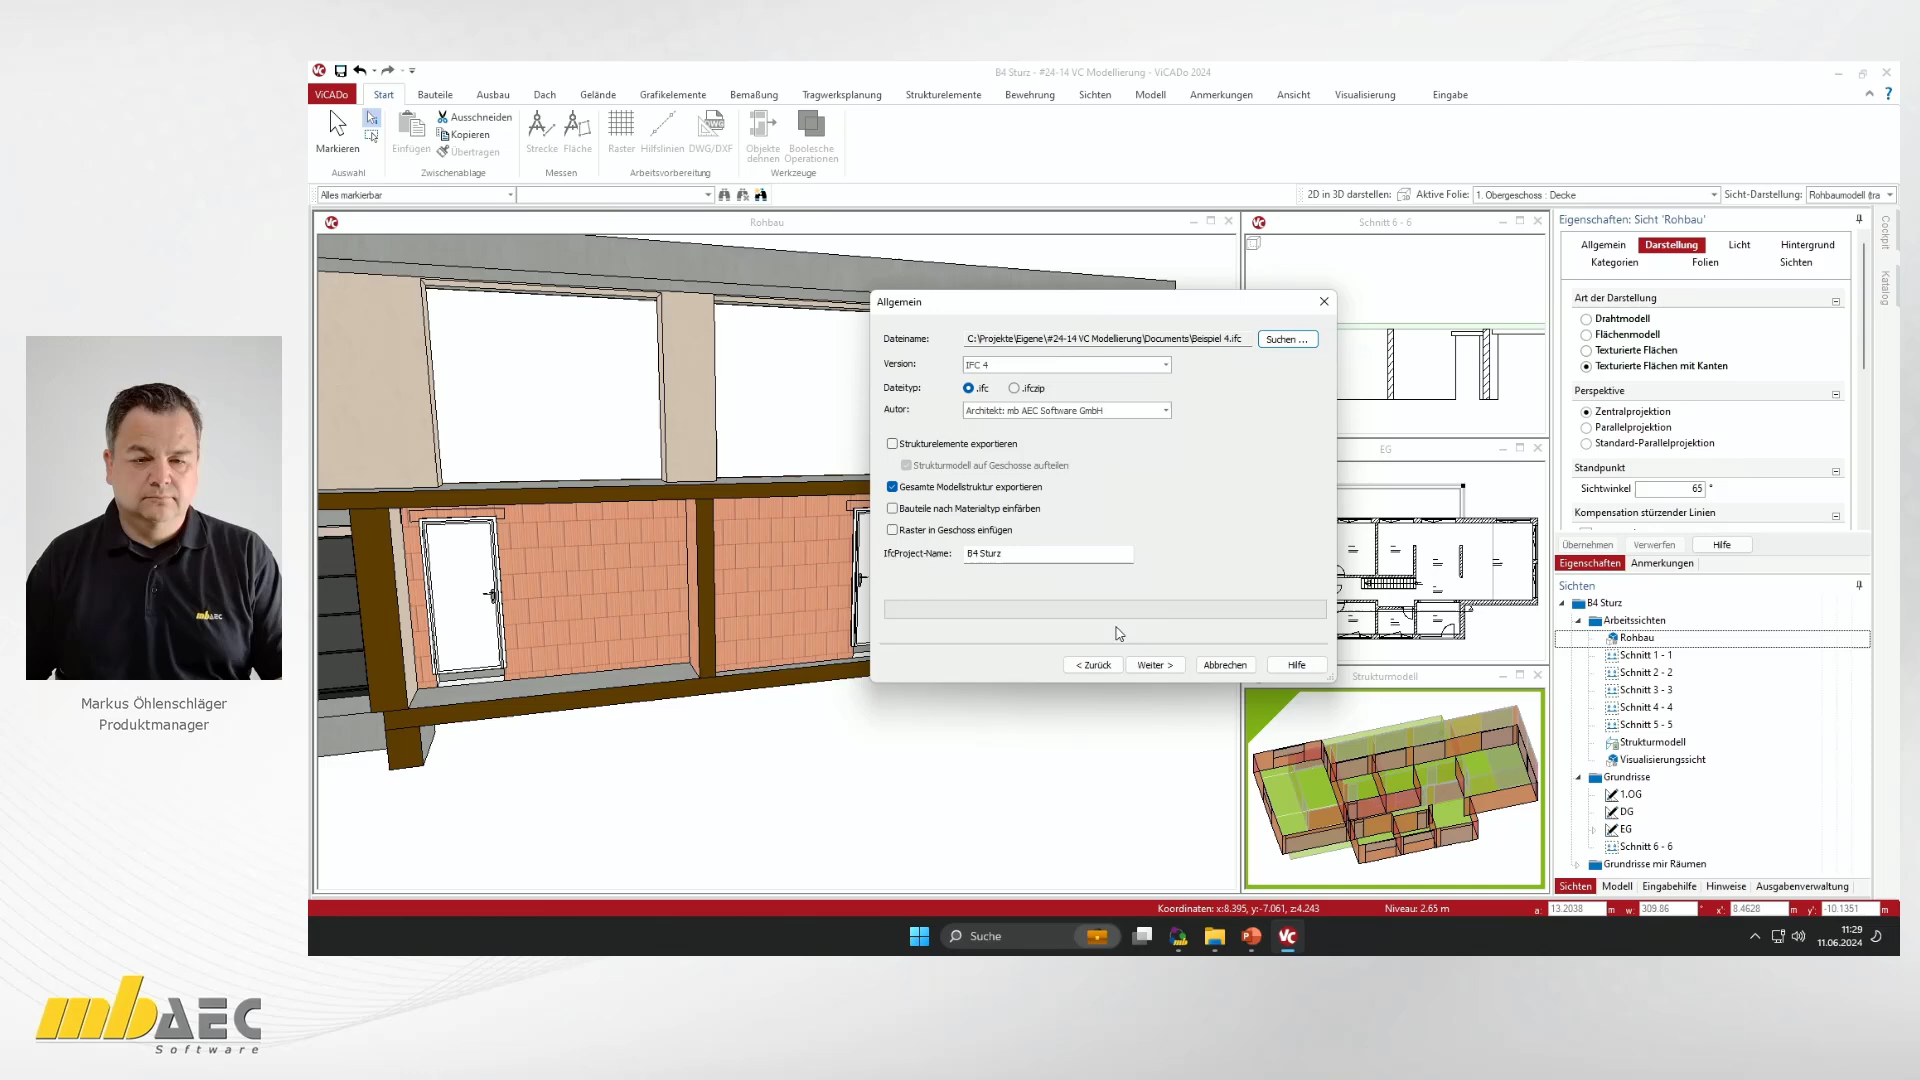 B4 Sturz - #24-14 VC Modellierung - ViCADo 2024
ViCADo Start Bauteile Ausbau Dach Gelände Grafikelemente Bemaßung Tragwerksplanung Strukturelemente Bewehrung Sichten Modell Anmerkungen Ansicht Visualisierung Eingabe
Markieren
Einfügen
Ausschneiden
Kopieren
Übertragen
Strecke Fläche
Raster Hilfslinien DWG/DXF
Objekte dehnen
Boolesche Operationen
Auswahl Zwischenablage Messen Arbeitsvorbereitung Werkzeuge
Alles markierbar
2D in 3D darstellen: Aktive Folie: 1. Obergeschoss : Decke Sicht-Darstellung: Rohbaumodell (tra
Rohbau
Schnitt 6 - 6
EG
Strukturmodell
Allgemein
Dateiname: C:\Projekte\Eigene\#24-14 VC Modellierung\Documents\Beispiel 4.ifc Suchen ...
Version: IFC 4
Dateityp: .ifc .ifczip
Autor: Architekt: mb AEC Software GmbH
Strukturelemente exportieren
Strukturmodell auf Geschosse aufteilen
Gesamte Modellstruktur exportieren
Bauteile nach Materialtyp einfärben
Raster in Geschoss einfügen
IfcProject-Name: B4 Sturz
< Zurück Weiter > Abbrechen Hilfe
Eigenschaften: Sicht 'Rohbau'
Allgemein Darstellung Licht Hintergrund
Kategorien Folien Sichten
Art der Darstellung
Drahtmodell
Flächenmodell
Texturierte Flächen
Texturierte Flächen mit Kanten
Perspektive
Zentralprojektion
Parallelprojektion
Standard-Parallelprojektion
Standpunkt
Sichtwinkel 65 °
Kompensation stürzender Linien
Übernehmen Verwerfen Hilfe
Eigenschaften Anmerkungen
Cockpit
Katalog
Sichten
B4 Sturz
Arbeitssichten
Rohbau
Schnitt 1 - 1
Schnitt 2 - 2
Schnitt 3 - 3
Schnitt 4 - 4
Schnitt 5 - 5
Strukturmodell
Visualisierungssicht
Grundrisse
1.OG
DG
EG
Schnitt 6 - 6
Grundrisse mir Räumen
Sichten Modell Eingabehilfe Hinweise Ausgabenverwaltung
Koordinaten: x:8.395, y:-7.061, z:4.243 Niveau: 2.65 m a: 13.2038 m w: 309.86 ° x': 8.4628 m y': -10.1351 m
Suche
11:29
11.06.2024
mbAEC
Markus Öhlenschläger
Produktmanager
mbAEC
Software